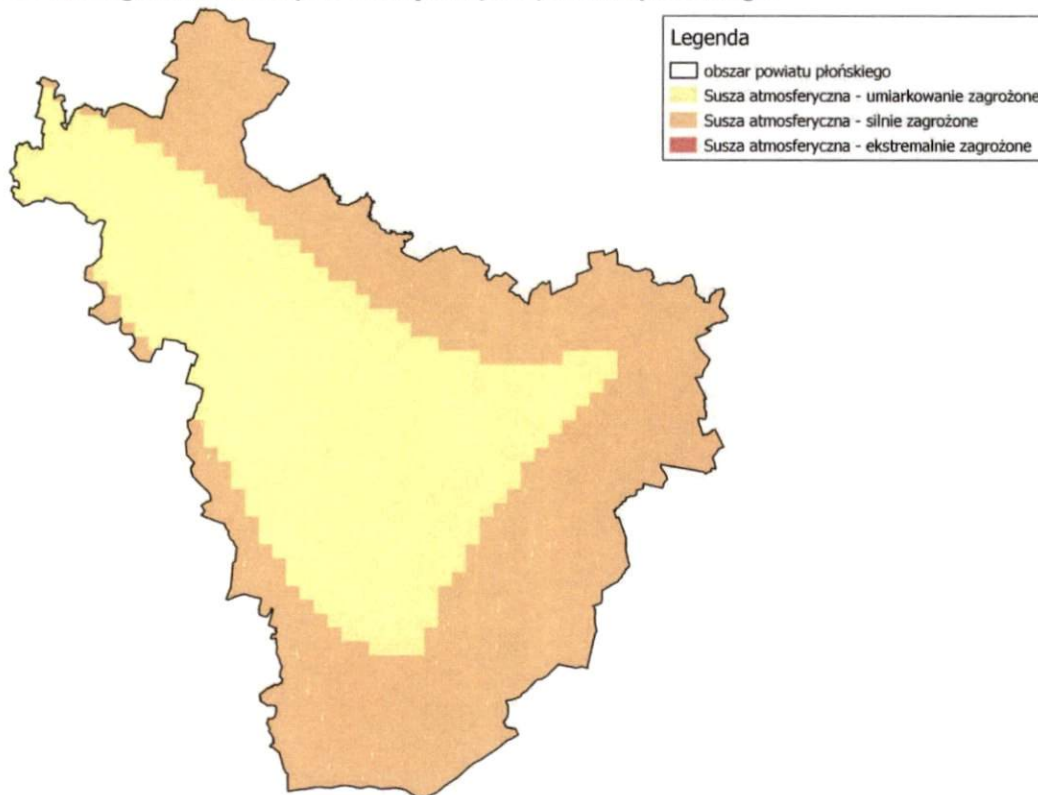 Legenda
obszar powiatu płońskiego
Susza atmosferyczna - umiarkowanie zagrożone
Susza atmosferyczna - silnie zagrożone
Susza atmosferyczna - ekstremalnie zagrożone